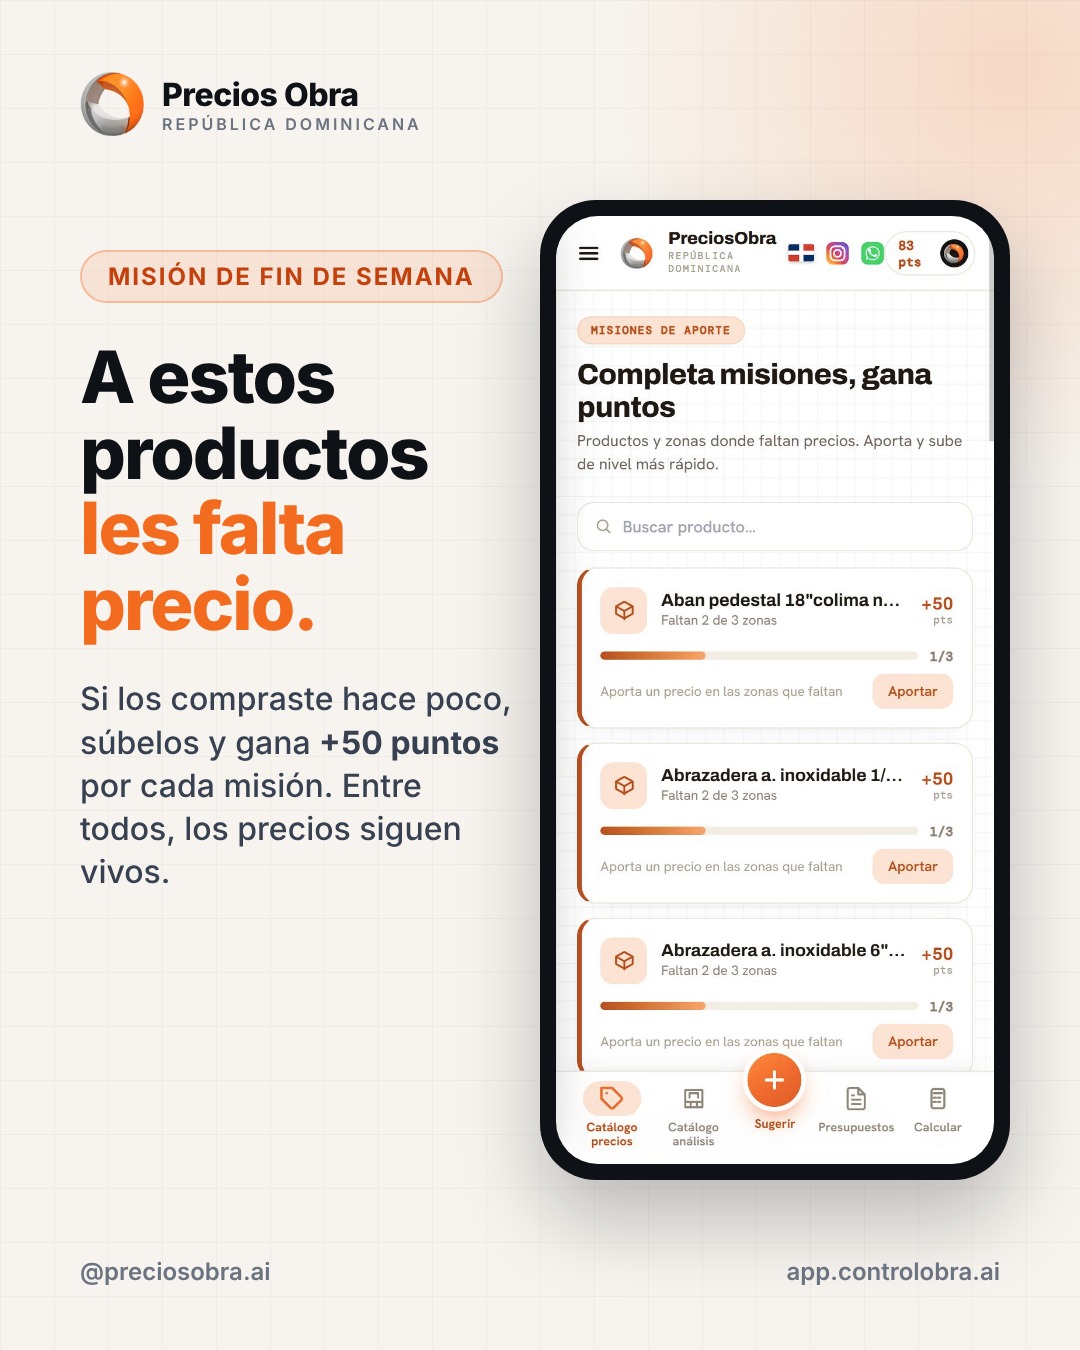 Precios Obra
REPÚBLICA DOMINICANA
MISIÓN DE FIN DE SEMANA
A estos
productos
les falta
precio.
Si los compraste hace poco,
súbelos y gana +50 puntos
por cada misión. Entre
todos, los precios siguen
vivos.
PreciosObra
REPÚBLICA
DOMINICANA
83
pts
MISIONES DE APORTE
Completa misiones, gana
puntos
Productos y zonas donde faltan precios. Aporta y sube
de nivel más rápido.
Buscar producto...
Aban pedestal 18"colima n... +50
Faltan 2 de 3 zonas pts
1/3
Aporta un precio en las zonas que faltan Aportar
Abrazadera a. inoxidable 1/... +50
Faltan 2 de 3 zonas pts
1/3
Aporta un precio en las zonas que faltan Aportar
Abrazadera a. inoxidable 6"... +50
Faltan 2 de 3 zonas pts
1/3
Aporta un precio en las zonas que faltan Aportar
Catálogo
precios
Catálogo
análisis
Sugerir
Presupuestos
Calcular
@preciosobra.ai
app.controlobra.ai